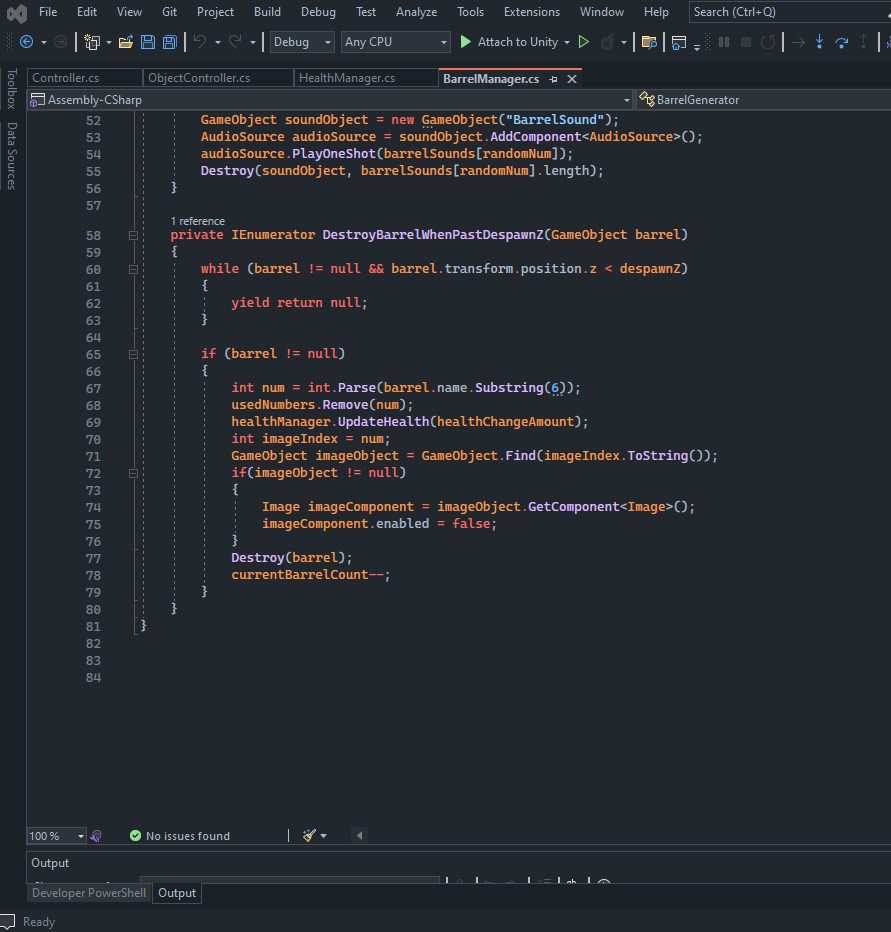 File Edit View Git Project Build Debug Test Analyze Tools Extensions Window Help Search (Ctrl+Q)
Debug Any CPU Attach to Unity
Toolbox
Data Sources
Controller.cs ObjectController.cs HealthManager.cs BarrelManager.cs
Assembly-CSharp BarrelGenerator
52 GameObject soundObject = new GameObject("BarrelSound");
53 AudioSource audioSource = soundObject.AddComponent<AudioSource>();
54 audioSource.PlayOneShot(barrelSounds[randomNum]);
55 Destroy(soundObject, barrelSounds[randomNum].length);
56 }
57
1 reference
58 private IEnumerator DestroyBarrelWhenPastDespawnZ(GameObject barrel)
59 {
60 while (barrel != null && barrel.transform.position.z < despawnZ)
61 {
62 yield return null;
63 }
64
65 if (barrel != null)
66 {
67 int num = int.Parse(barrel.name.Substring(6));
68 usedNumbers.Remove(num);
69 healthManager.UpdateHealth(healthChangeAmount);
70 int imageIndex = num;
71 GameObject imageObject = GameObject.Find(imageIndex.ToString());
72 if(imageObject != null)
73 {
74 Image imageComponent = imageObject.GetComponent<Image>();
75 imageComponent.enabled = false;
76 }
77 Destroy(barrel);
78 currentBarrelCount--;
79 }
80 }
81 }
82
83
84
100 % No issues found
Output
Developer PowerShell Output
Ready